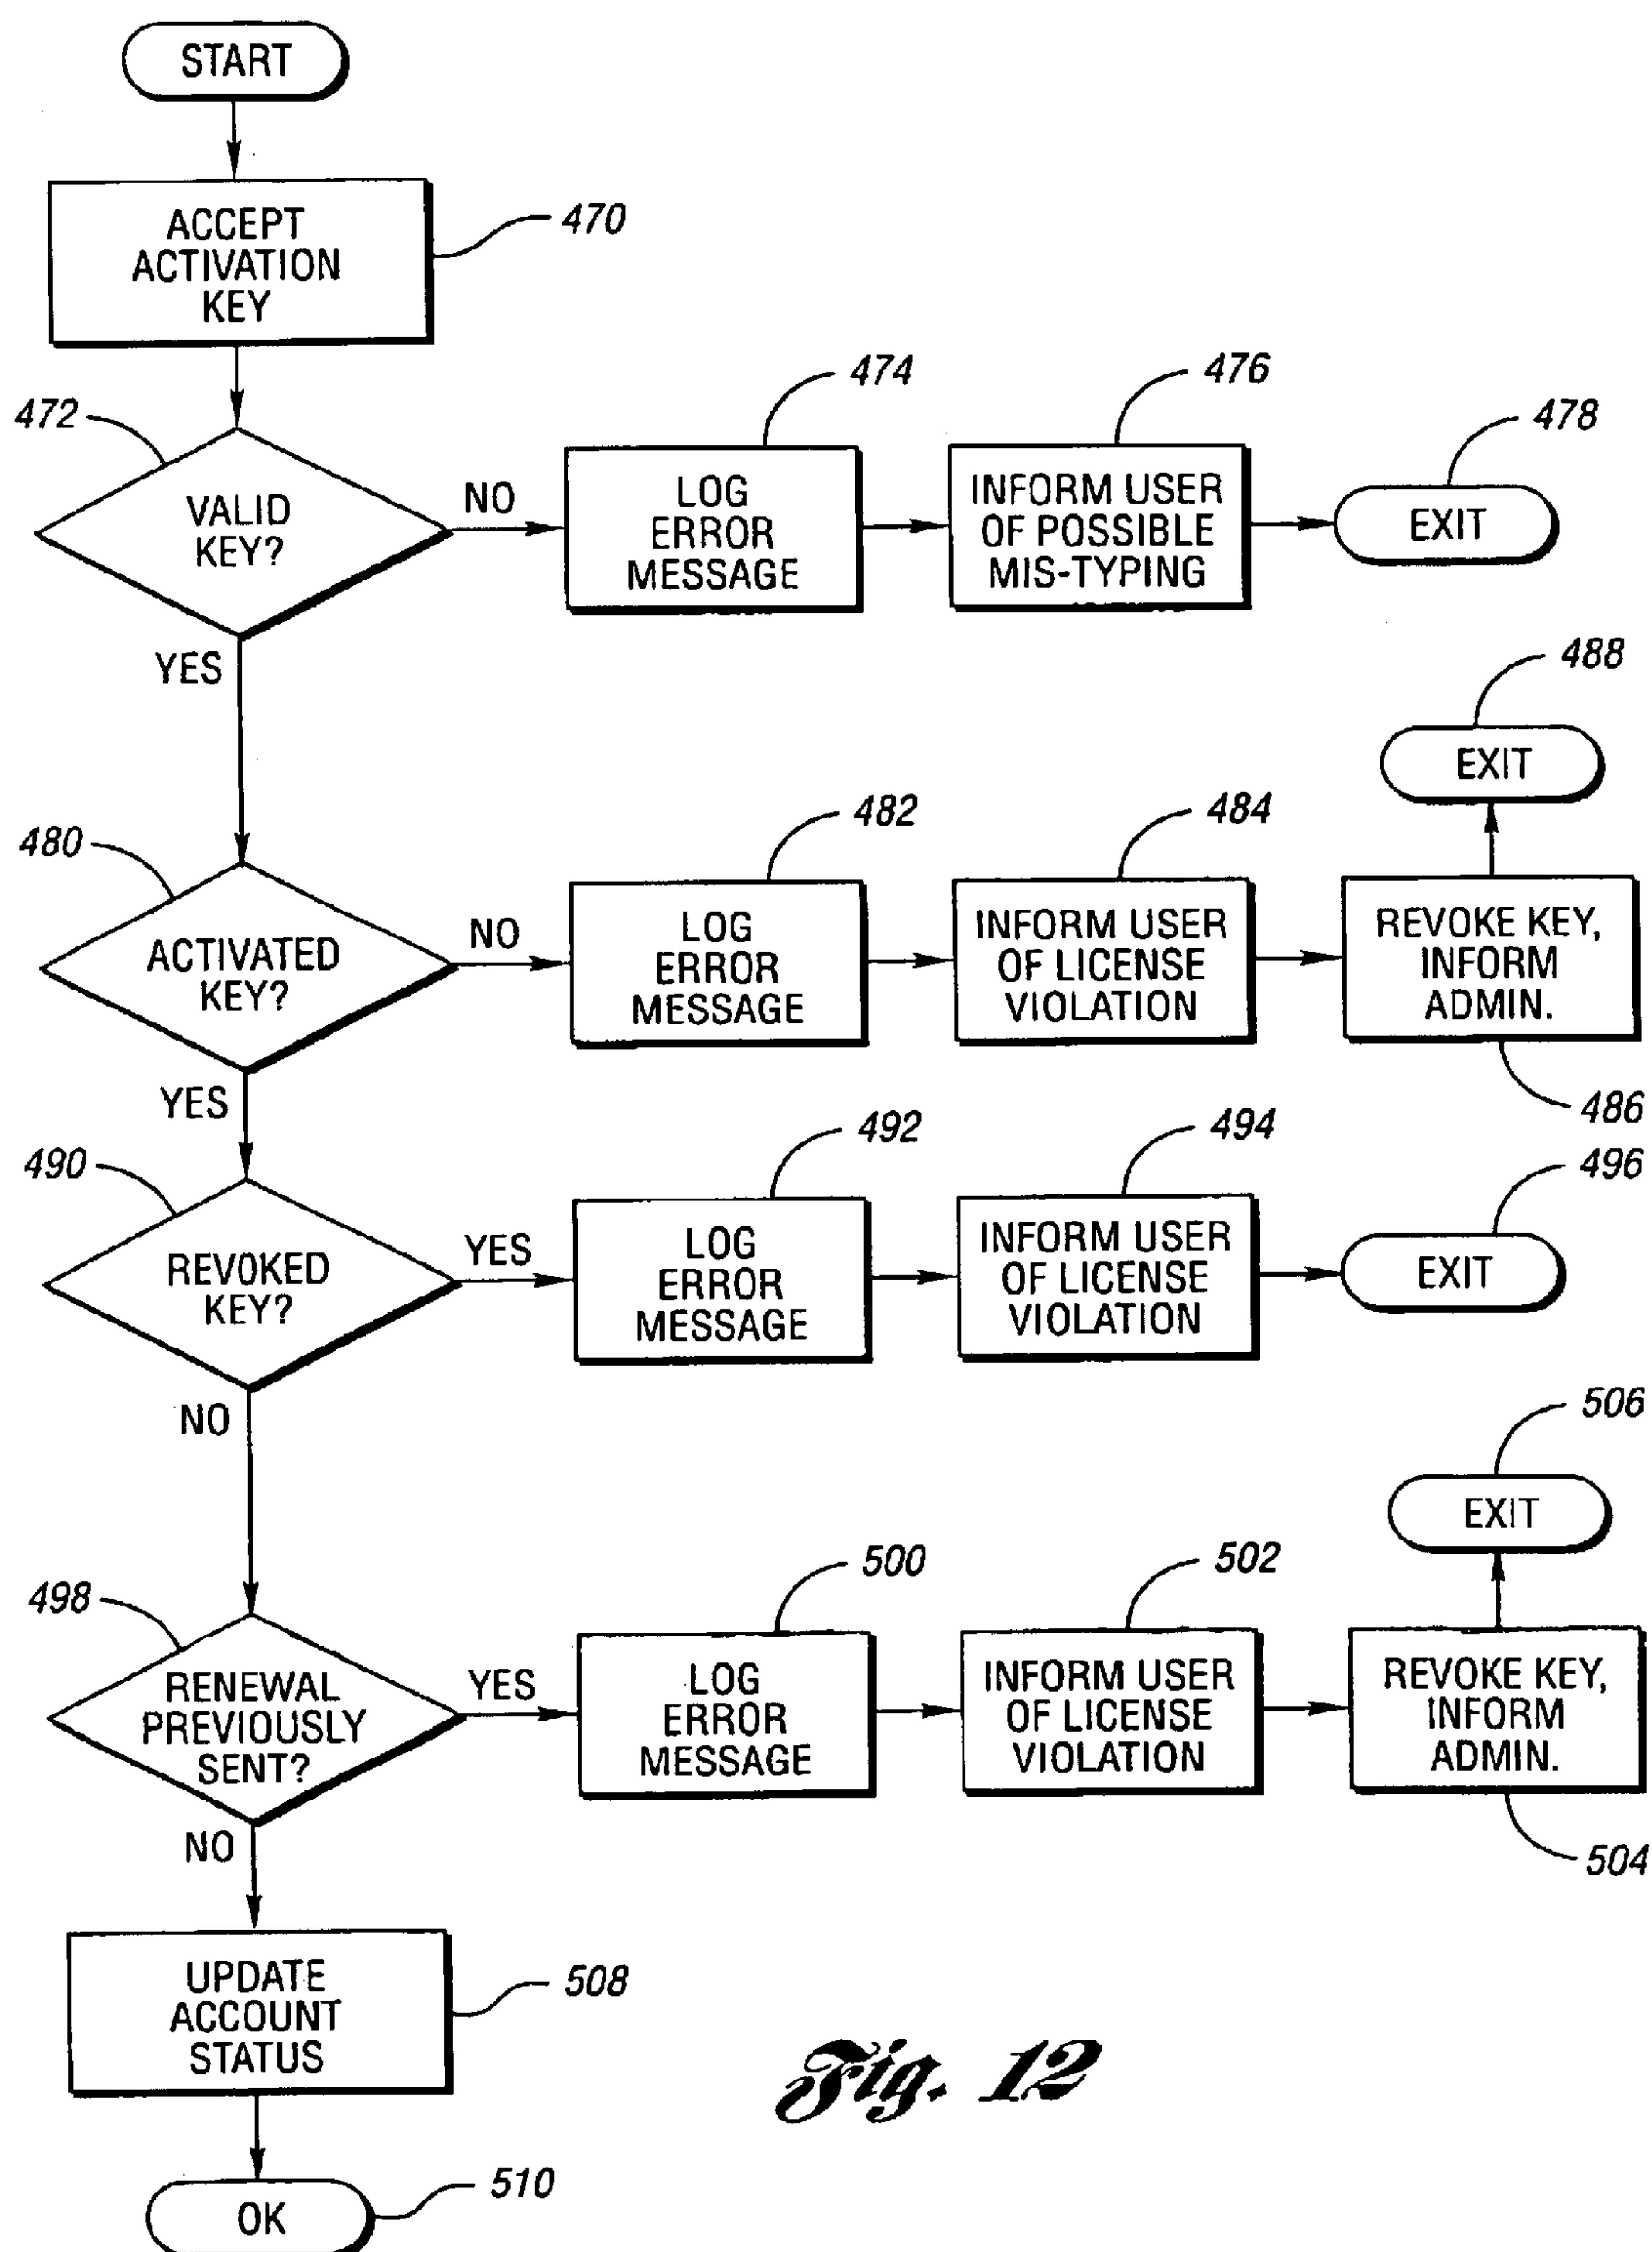 START
ACCEPT
ACTIVATION
KEY
470
472
VALID
KEY?
NO
YES
474
LOG
ERROR
MESSAGE
476
INFORM USER
OF POSSIBLE
MIS-TYPING
478
EXIT
480
ACTIVATED
KEY?
NO
YES
482
LOG
ERROR
MESSAGE
484
INFORM USER
OF LICENSE
VIOLATION
REVOKE KEY,
INFORM
ADMIN.
486
488
EXIT
490
REVOKED
KEY?
YES
NO
492
LOG
ERROR
MESSAGE
494
INFORM USER
OF LICENSE
VIOLATION
496
EXIT
498
RENEWAL
PREVIOUSLY
SENT?
YES
NO
500
LOG
ERROR
MESSAGE
502
INFORM USER
OF LICENSE
VIOLATION
REVOKE KEY,
INFORM
ADMIN.
504
506
EXIT
UPDATE
ACCOUNT
STATUS
508
OK
510
Fig. 12